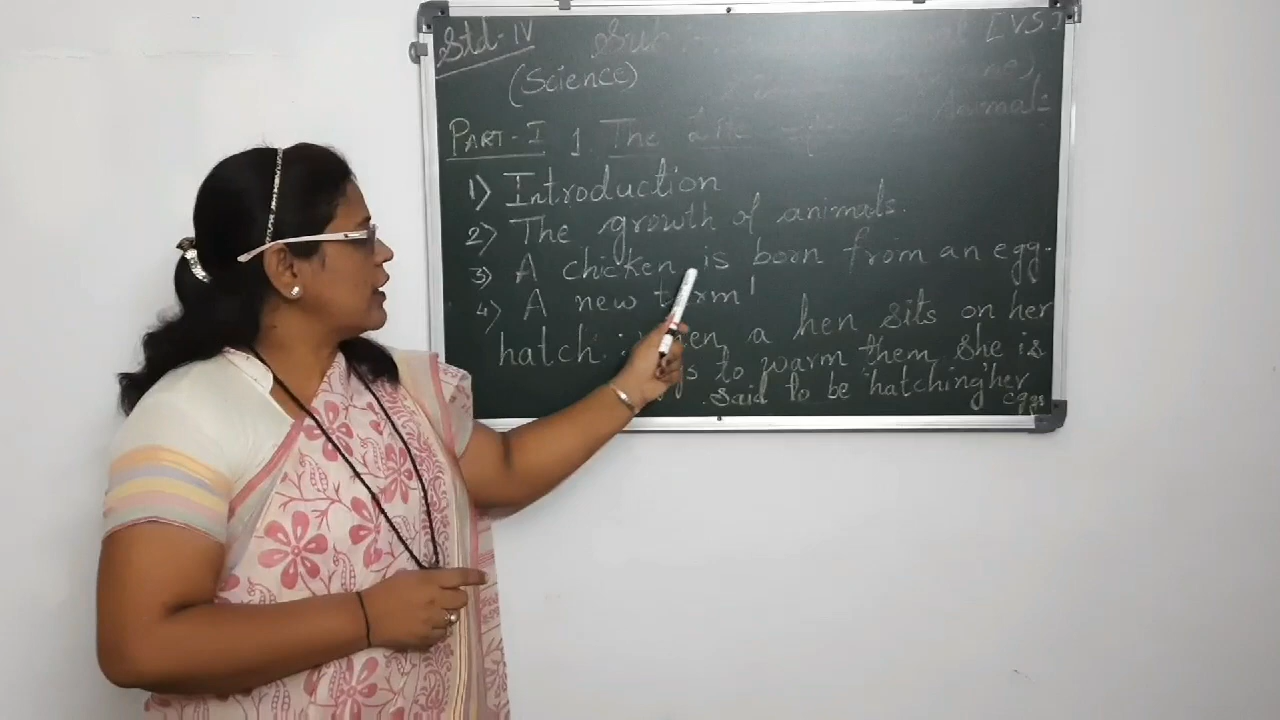 Std-IV Sub [VS]
(Science)
PART-I 1 The Life Animals
1) Introduction
2) The growth of animals.
3) A chicken is born from an egg.
4) A new term'
hatch : when a hen sits on her
to warm them she is
said to be 'hatching' her
eggs